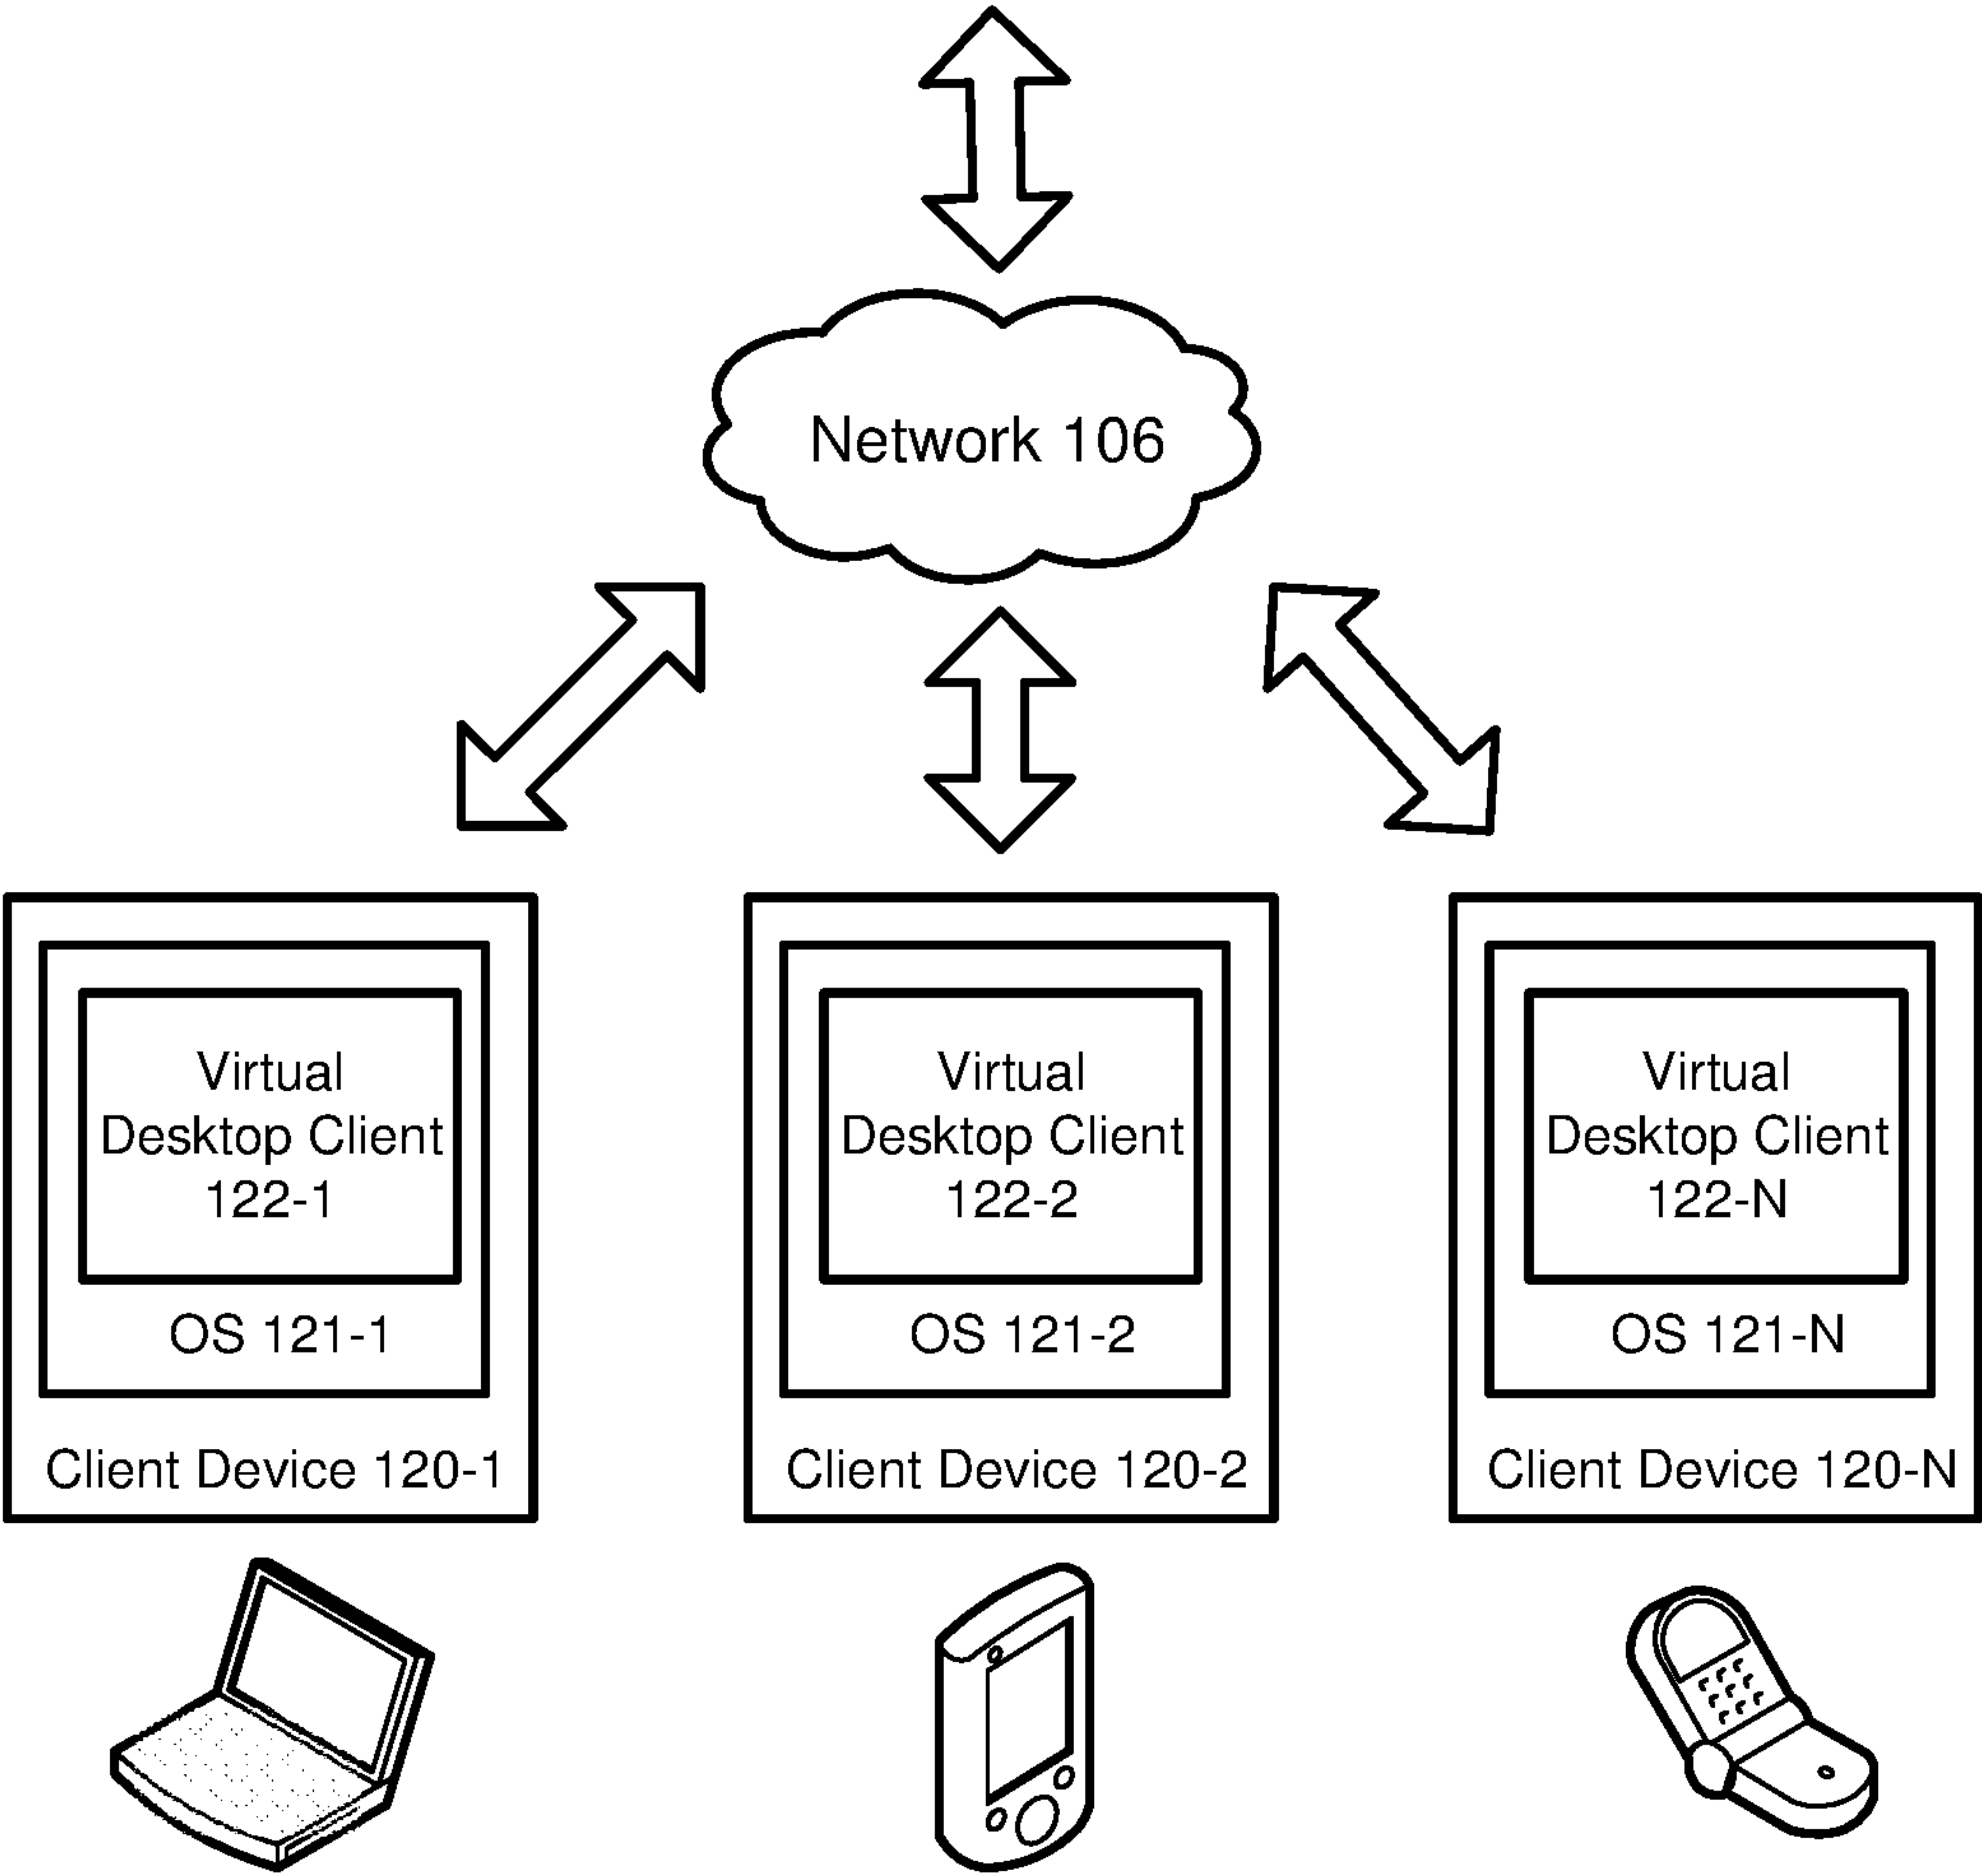 Network 106
Virtual
Desktop Client
122-1
OS 121-1
Client Device 120-1
Virtual
Desktop Client
122-2
OS 121-2
Client Device 120-2
Virtual
Desktop Client
122-N
OS 121-N
Client Device 120-N